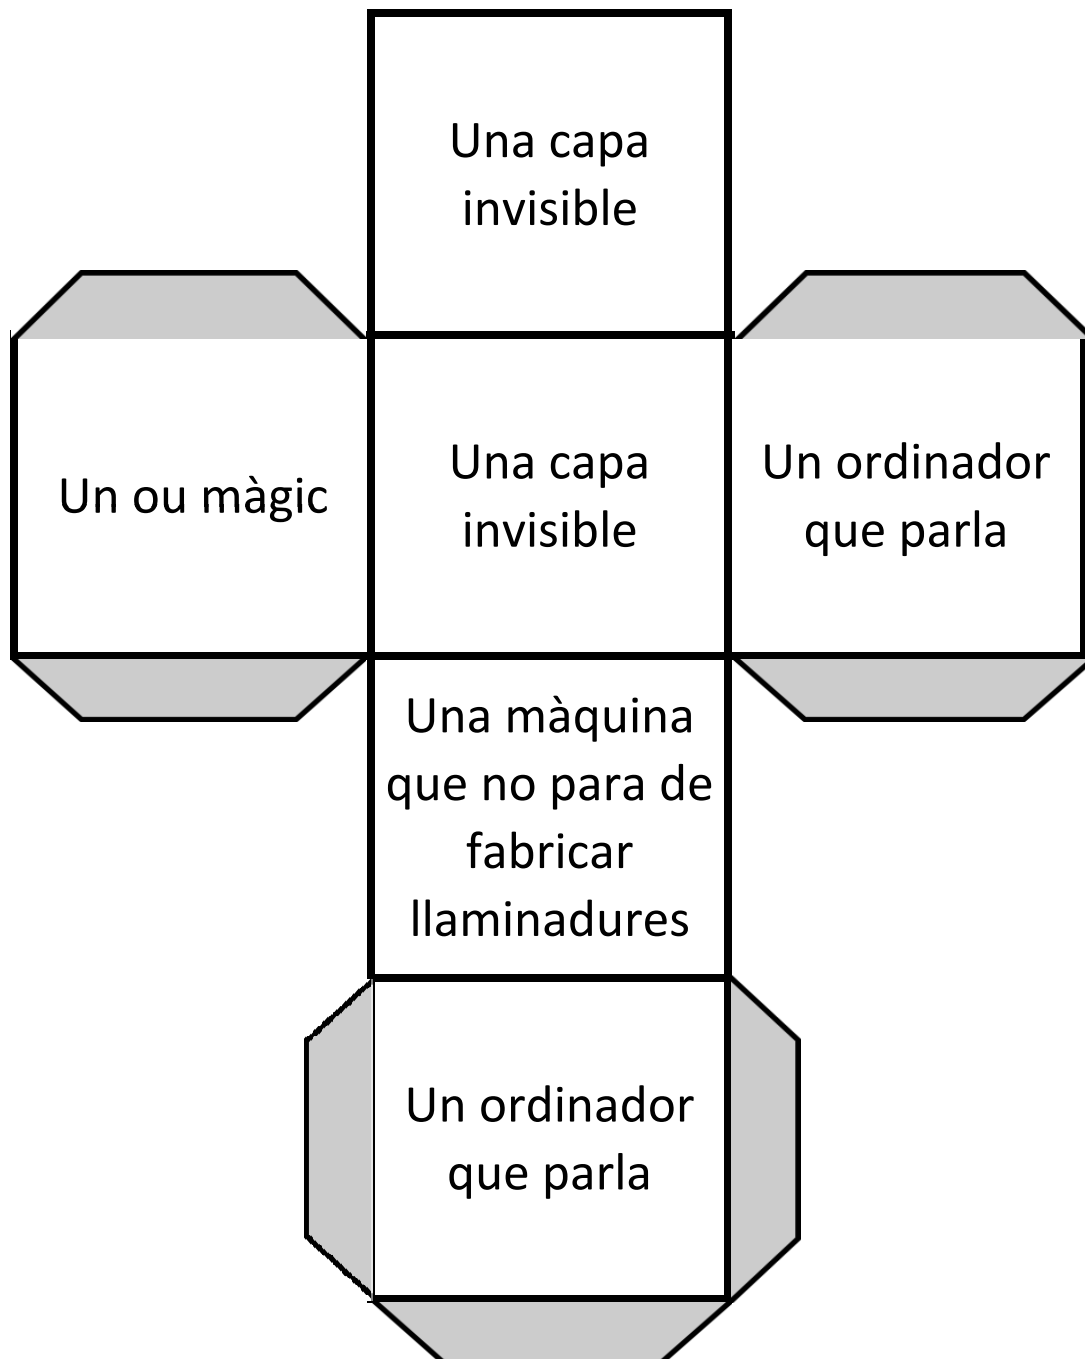 Una capa
invisible
Un ou màgic
Una capa
invisible
Un ordinador
que parla
Una màquina
que no para de
fabricar
llaminadures
Un ordinador
que parla